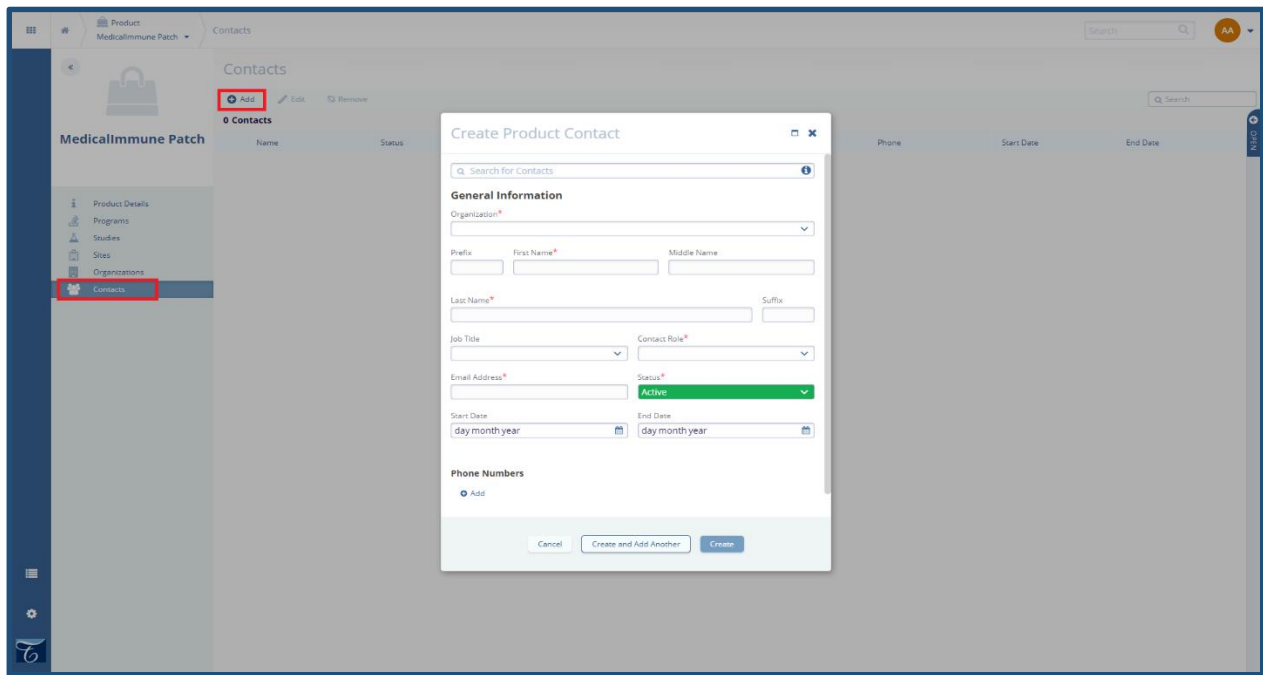 Product
MedicalImmune Patch
Contacts
Search
AA
Contacts
Add Edit Remove
Search
0 Contacts
OPEN
MedicalImmune Patch
Name Status Phone Start Date End Date
Product Details
Programs
Studies
Sites
Organizations
Contacts
Create Product Contact
Search for Contacts
General Information
Organization*
Prefix First Name* Middle Name
Last Name* Suffix
Job Title Contact Role*
Email Address* Status*
Active
Start Date End Date
day month year day month year
Phone Numbers
Add
Cancel Create and Add Another Create